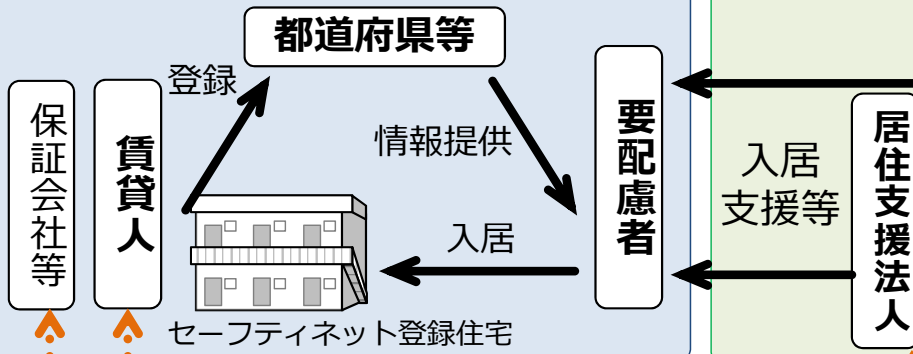 都道府県等
登録
保証会社等
賃貸人
情報提供
要配慮者
入居
支援等
居住支援法人
入居
セーフティネット登録住宅